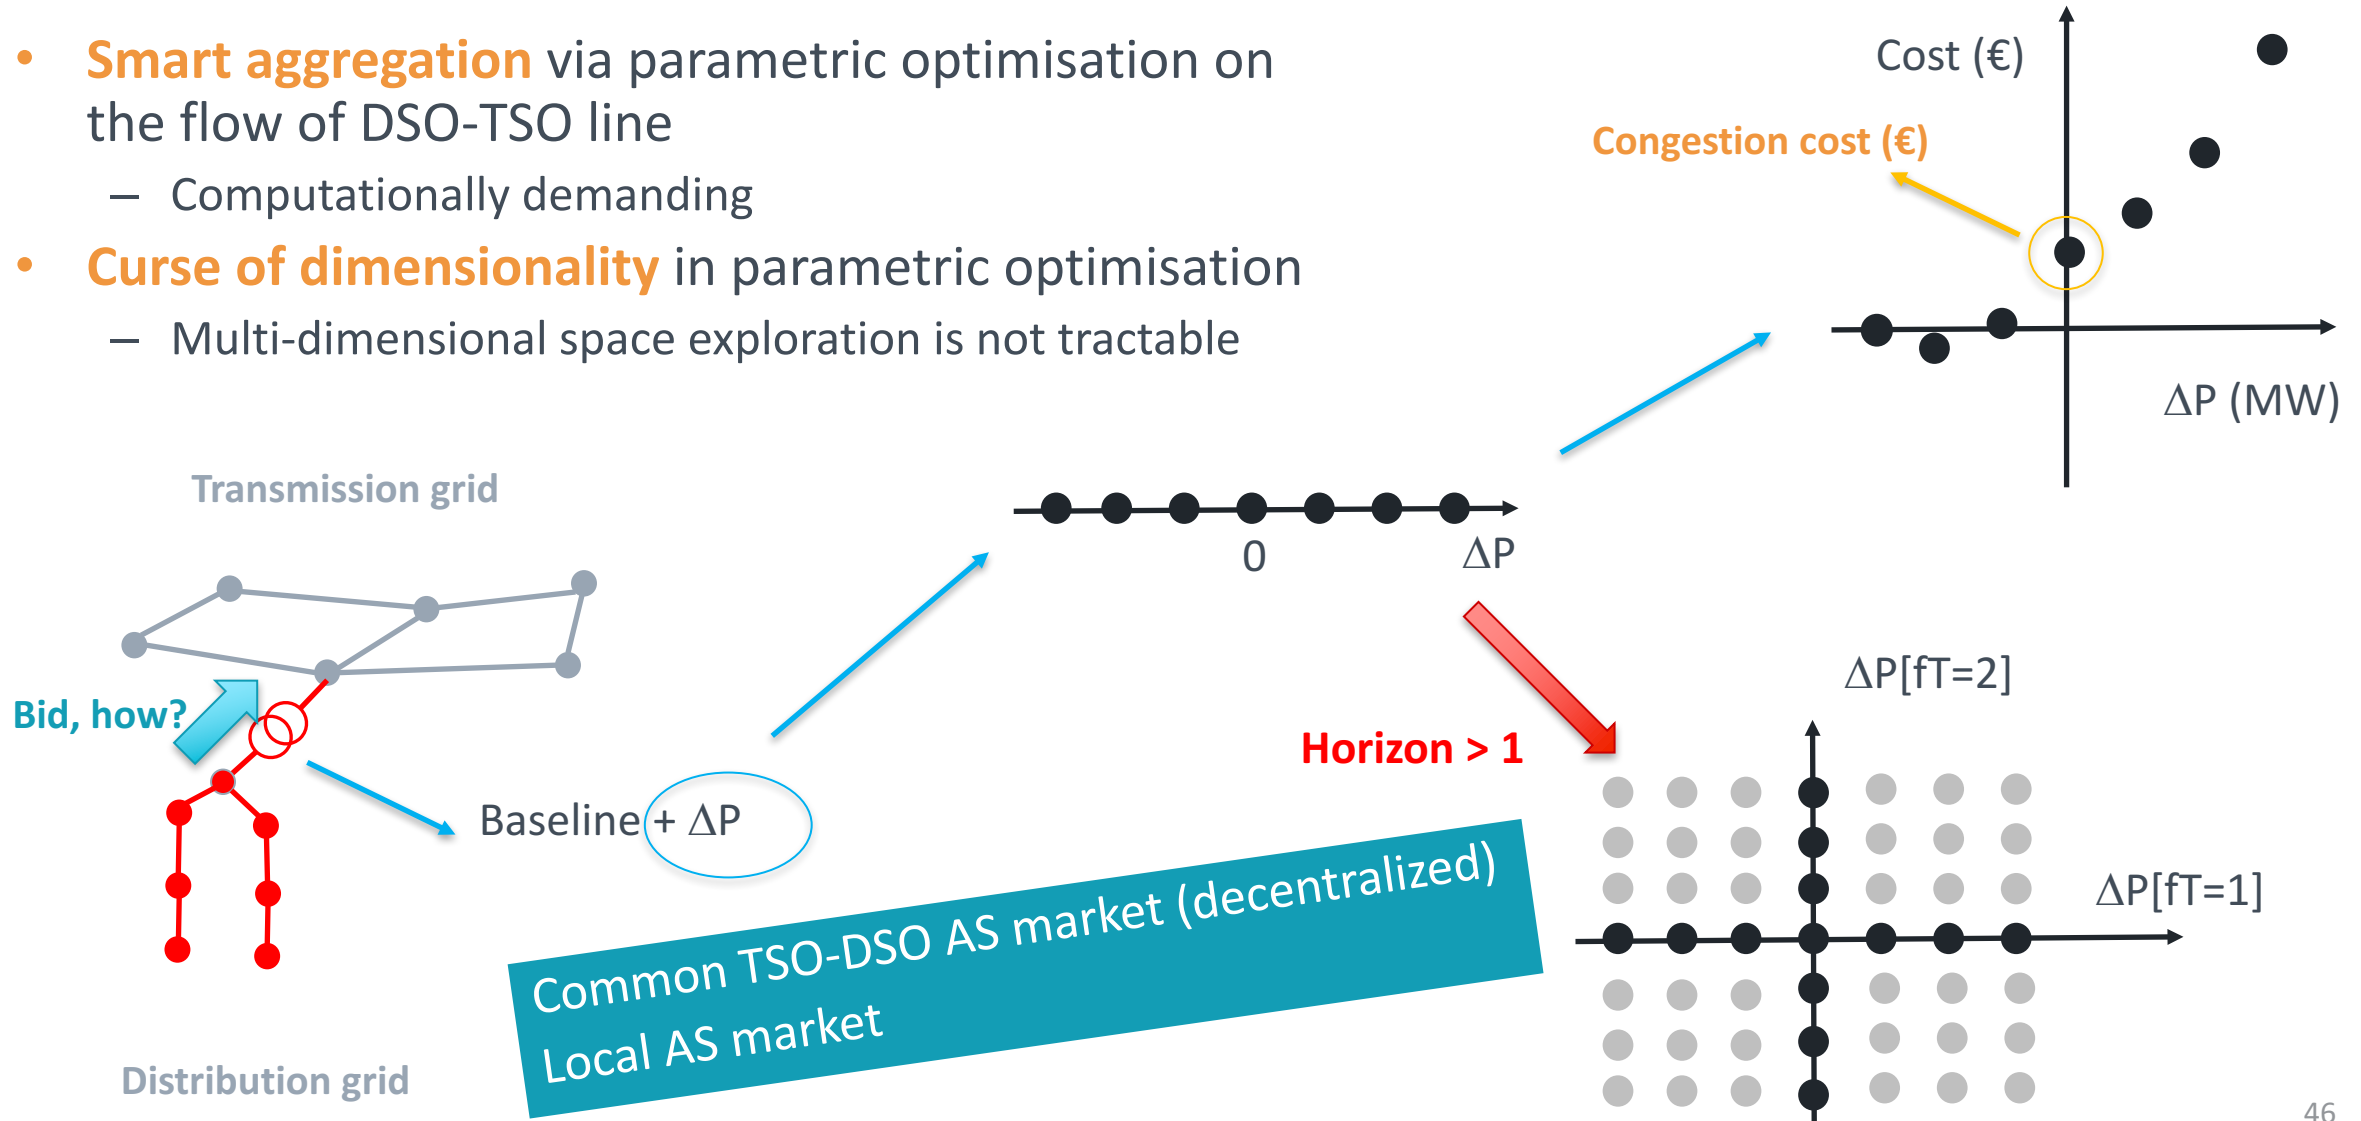 • Smart aggregation via parametric optimisation on
the flow of DSO-TSO line
– Computationally demanding
• Curse of dimensionality in parametric optimisation
– Multi-dimensional space exploration is not tractable
Cost (€)
Congestion cost (€)
ΔP (MW)
Transmission grid
0
ΔP
Bid, how?
Baseline + ΔP
Horizon > 1
ΔP[fT=2]
ΔP[fT=1]
Common TSO-DSO AS market (decentralized)
Local AS market
Distribution grid
46